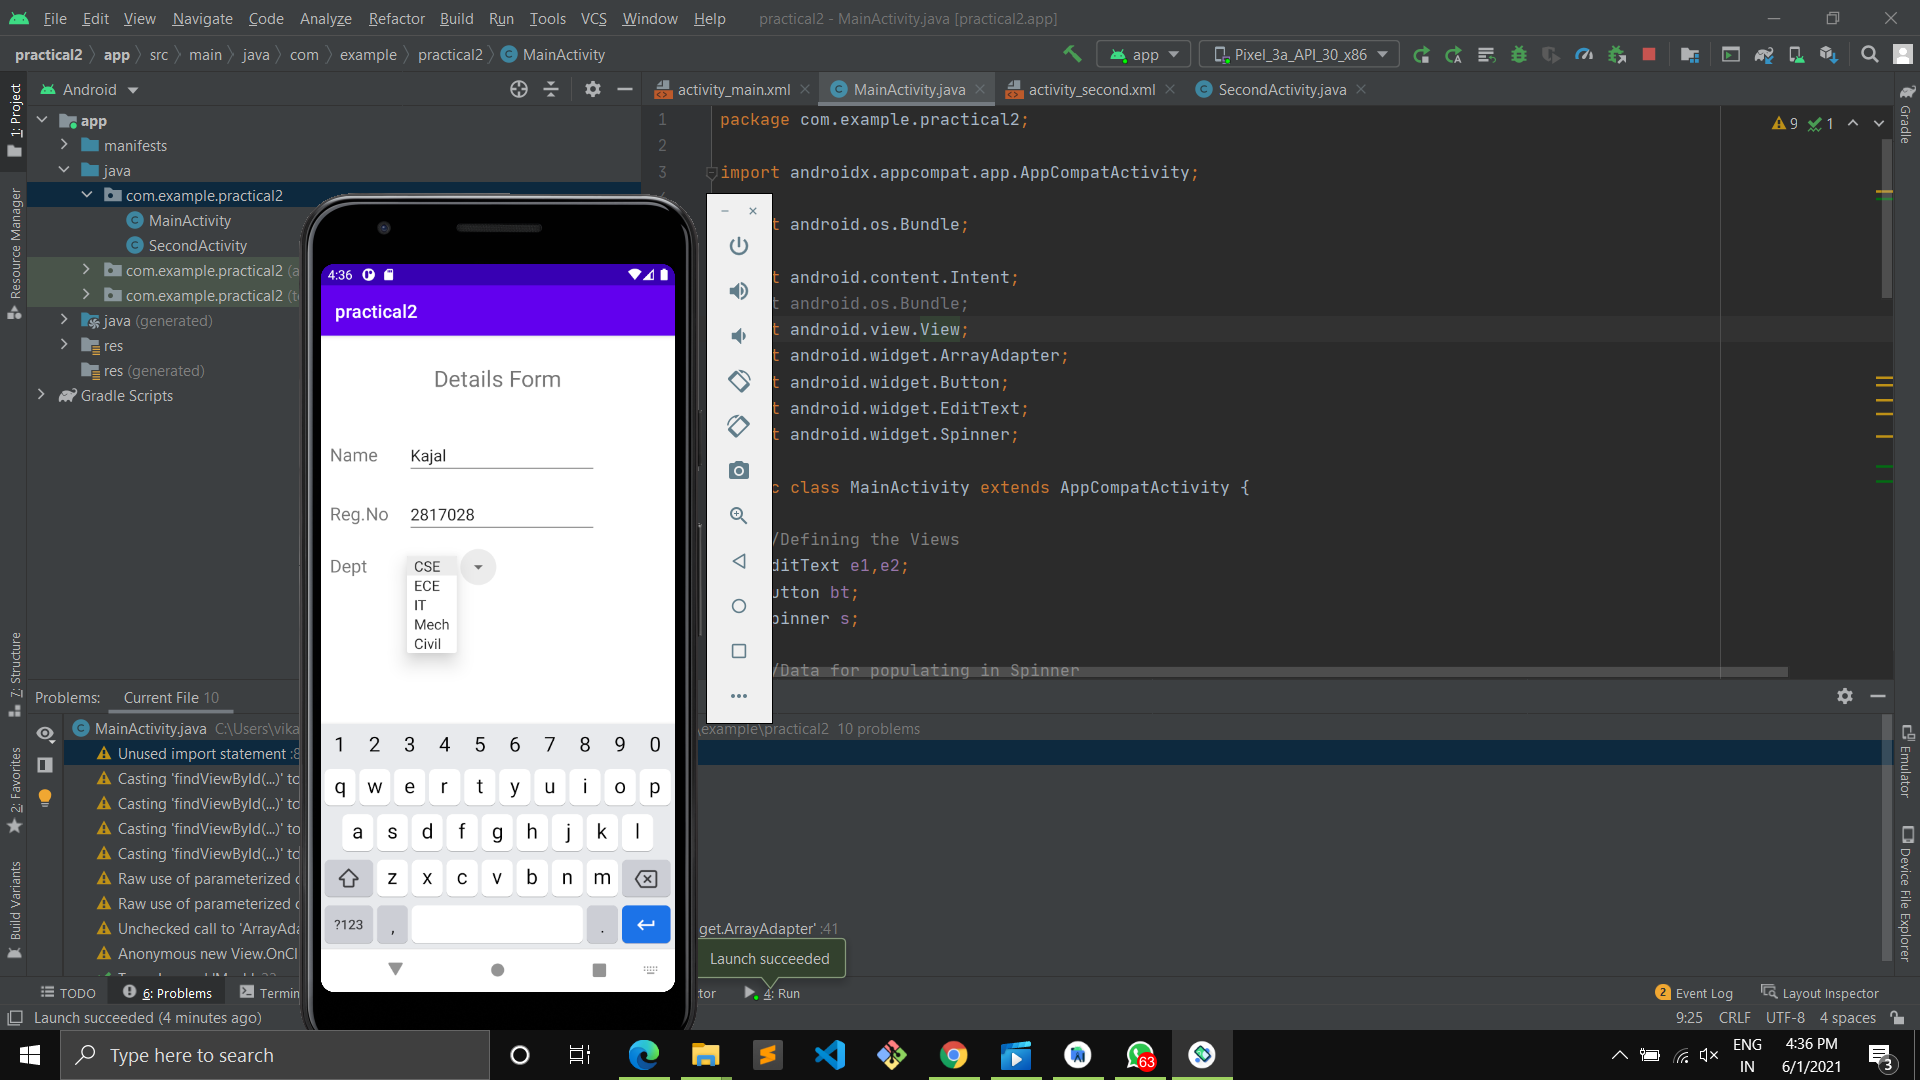 File Edit View Navigate Code Analyze Refactor Build Run Tools VCS Window Help practical2 - MainActivity.java [practical2.app]
practical2 app src main java com example practical2 MainActivity app Pixel_3a_API_30_x86
1: Project
Resource Manager
7: Structure
2: Favorites
Build Variants
Android
app
manifests
java
com.example.practical2
MainActivity
SecondActivity
com.example.practical2 (a
com.example.practical2 (t
java (generated)
res
res (generated)
Gradle Scripts
activity_main.xml MainActivity.java activity_second.xml SecondActivity.java
9 1
1 package com.example.practical2;
2
3 import androidx.appcompat.app.AppCompatActivity;
t android.os.Bundle;
t android.content.Intent;
t android.os.Bundle;
t android.view.View;
t android.widget.ArrayAdapter;
t android.widget.Button;
t android.widget.EditText;
t android.widget.Spinner;
c class MainActivity extends AppCompatActivity {
/Defining the Views
ditText e1,e2;
utton bt;
pinner s;
/Data for populating in Spinner
Gradle
Emulator
Device File Explorer
4:36
practical2
Details Form
Name Kajal
Reg.No 2817028
Dept CSE
ECE
IT
Mech
Civil
1 2 3 4 5 6 7 8 9 0
q w e r t y u i o p
a s d f g h j k l
z x c v b n m
?123 , .
Problems: Current File 10
MainActivity.java C:\Users\vika
\example\practical2 10 problems
Unused import statement :8
Casting 'findViewById(...)' to
Casting 'findViewById(...)' to
Casting 'findViewById(...)' to
Casting 'findViewById(...)' to
Raw use of parameterized c
Raw use of parameterized c
Unchecked call to 'ArrayAda
get.ArrayAdapter' :41
Anonymous new View.OnCl
Launch succeeded
TODO 6: Problems Termin tor 4: Run 2 Event Log Layout Inspector
Launch succeeded (4 minutes ago) 9:25 CRLF UTF-8 4 spaces
Type here to search
63
ENG
IN
4:36 PM
6/1/2021
3